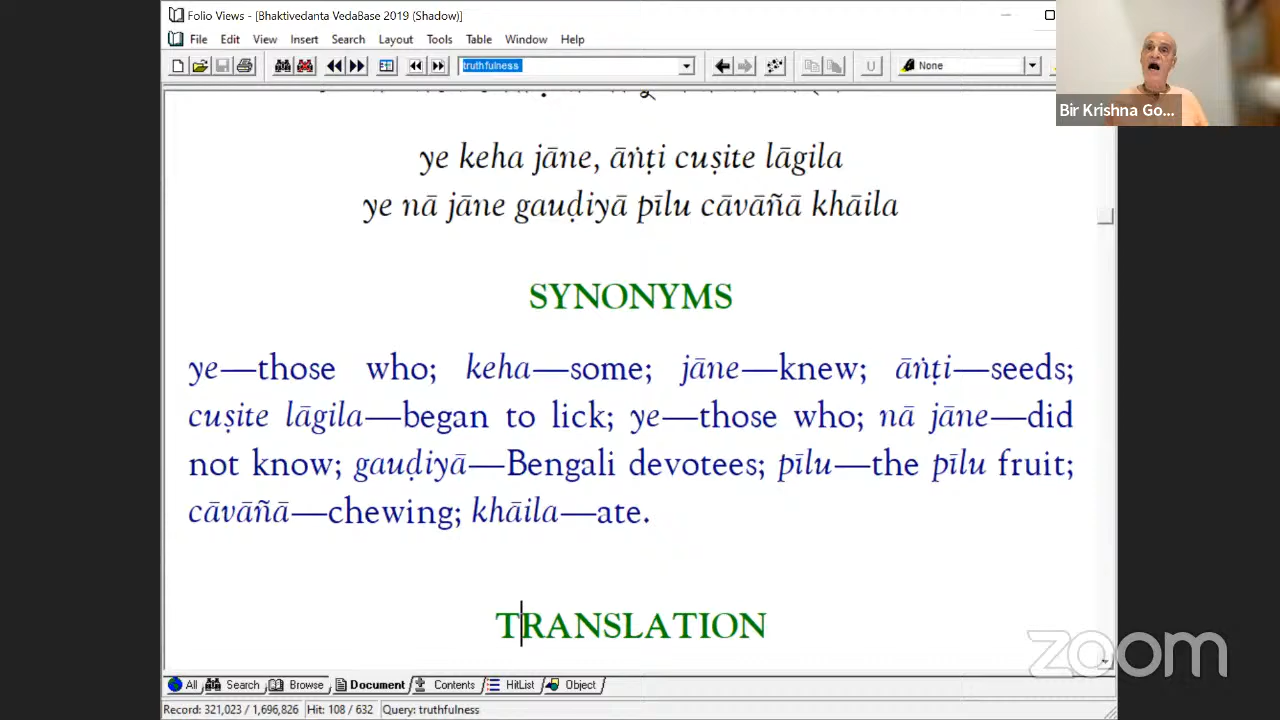 Folio Views - [Bhaktivedanta VedaBase 2019 (Shadow)]
File Edit View Insert Search Layout Tools Table Window Help
truthfulness
U
None
Bir Krishna Go...
ye keha jāne, āṅṭi cuṣite lāgila
ye nā jāne gauḍiyā pīlu cāvāñā khāila
SYNONYMS
ye—those who; keha—some; jāne—knew; āṅṭi—seeds;
cuṣite lāgila—began to lick; ye—those who; nā jāne—did
not know; gauḍiyā—Bengali devotees; pīlu—the pīlu fruit;
cāvāñā—chewing; khāila—ate.
TRANSLATION
zoom
All Search Browse Document Contents HitList Object
Record: 321,023 / 1,696,826 Hit: 108 / 632 Query: truthfulness